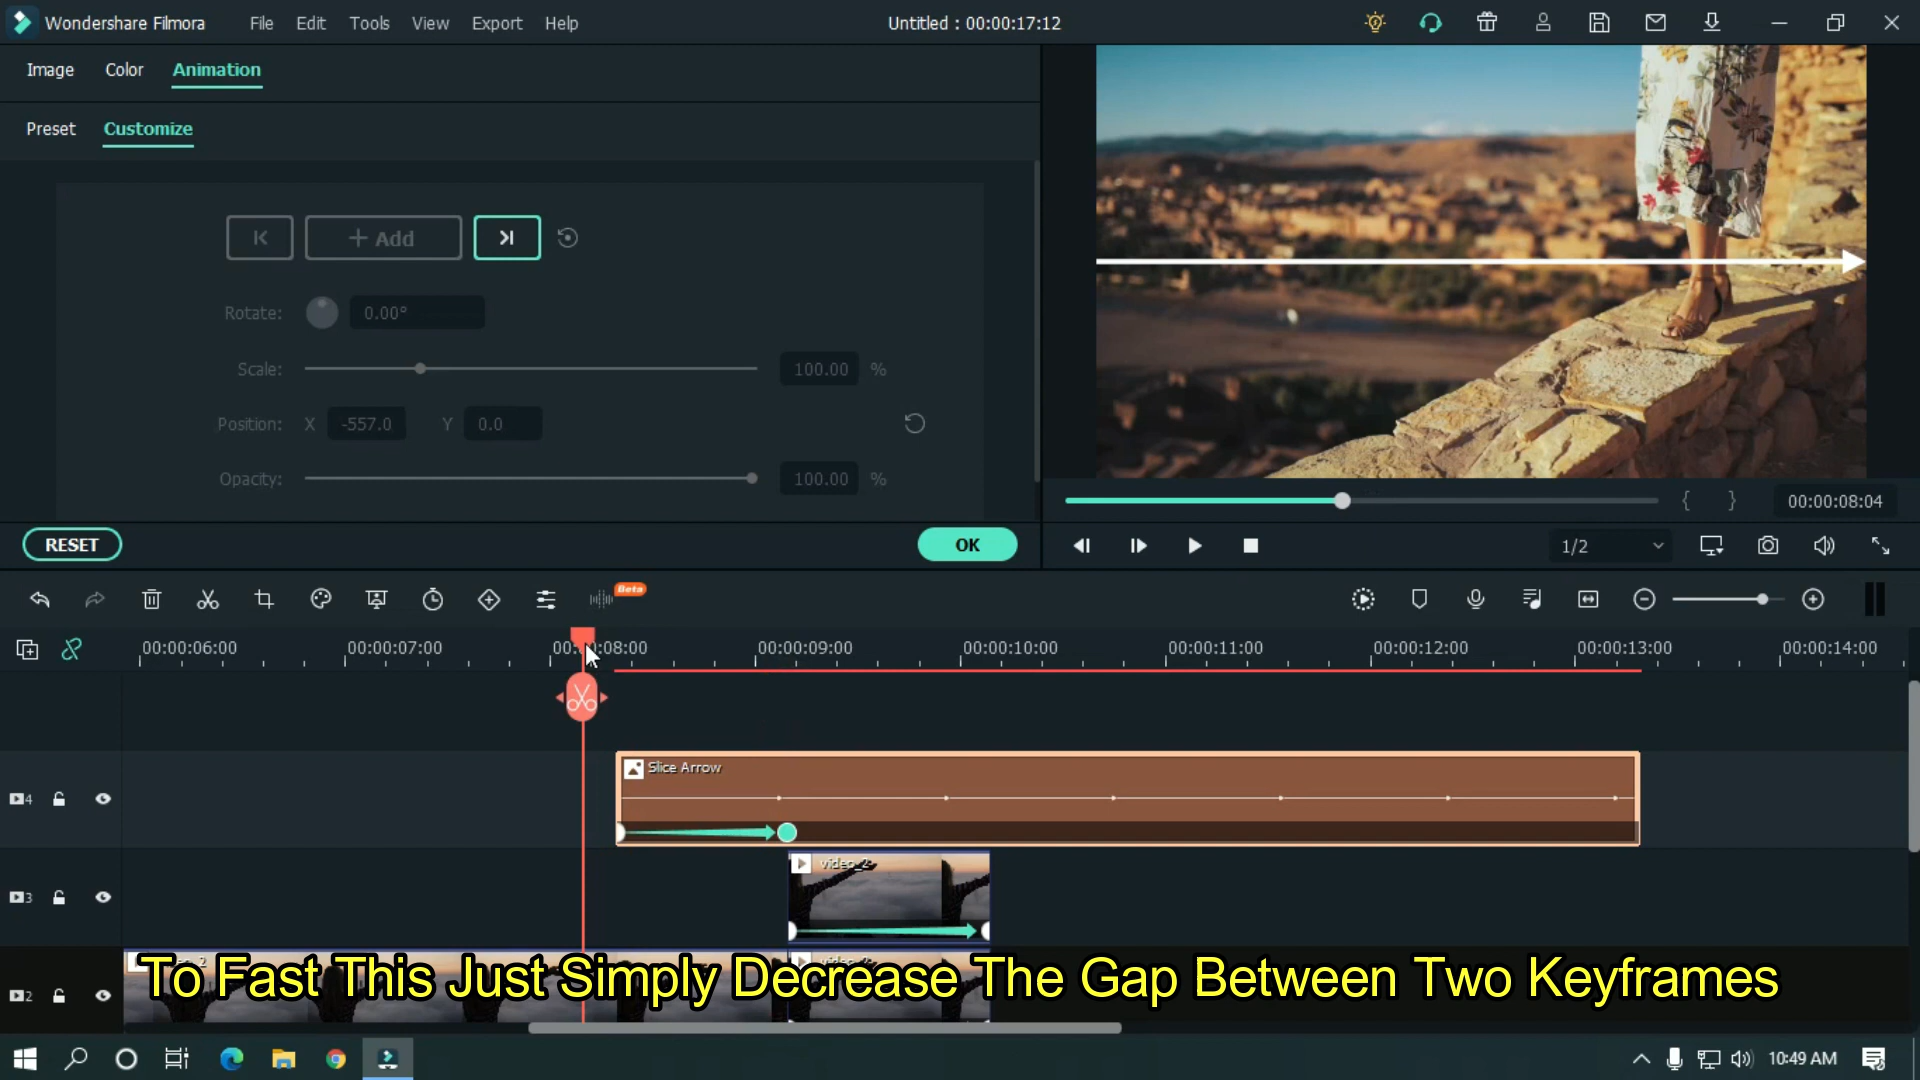 Wondershare Filmora File Edit Tools View Export Help Untitled : 00:00:17:12
Image Color Animation
Preset Customize
+ Add
Rotate: 0.00°
Scale: 100.00 %
Position: X -557.0 Y 0.0
Opacity: 100.00 %
{ } 00:00:08:04
RESET OK
1/2
Beta
00:00:06:00 00:00:07:00 00:00:08:00 00:00:09:00 00:00:10:00 00:00:11:00 00:00:12:00 00:00:13:00 00:00:14:00
Slice Arrow
4
video_2
3
To Fast This Just Simply Decrease The Gap Between Two Keyframes
2
10:49 AM